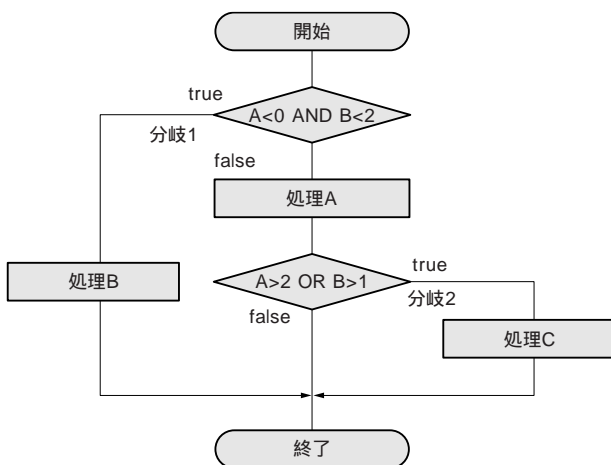 開始
true
A<0 AND B<2
分岐1
false
処理A
処理B
A>2 OR B>1
true
分岐2
false
処理C
終了